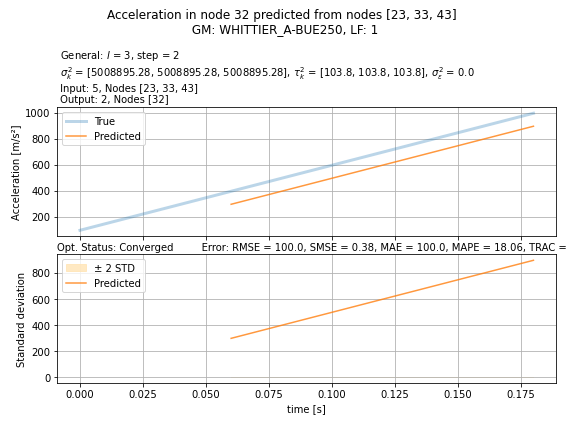 Acceleration in node 32 predicted from nodes [23, 33, 43]
GM: WHITTIER_A-BUE250, LF: 1
General: l = 3, step = 2
σ²ₖ = [5008895.28, 5008895.28, 5008895.28], τ²ₖ = [103.8, 103.8, 103.8], σ²ₛ = 0.0
Input: 5, Nodes [23, 33, 43]
Output: 2, Nodes [32]
1000
800
600
400
200
Acceleration [m/s²]
True
Predicted
Opt. Status: Converged Error: RMSE = 100.0, SMSE = 0.38, MAE = 100.0, MAPE = 18.06, TRAC =
800
600
400
200
0
Standard deviation
± 2 STD
Predicted
0.000 0.025 0.050 0.075 0.100 0.125 0.150 0.175
time [s]